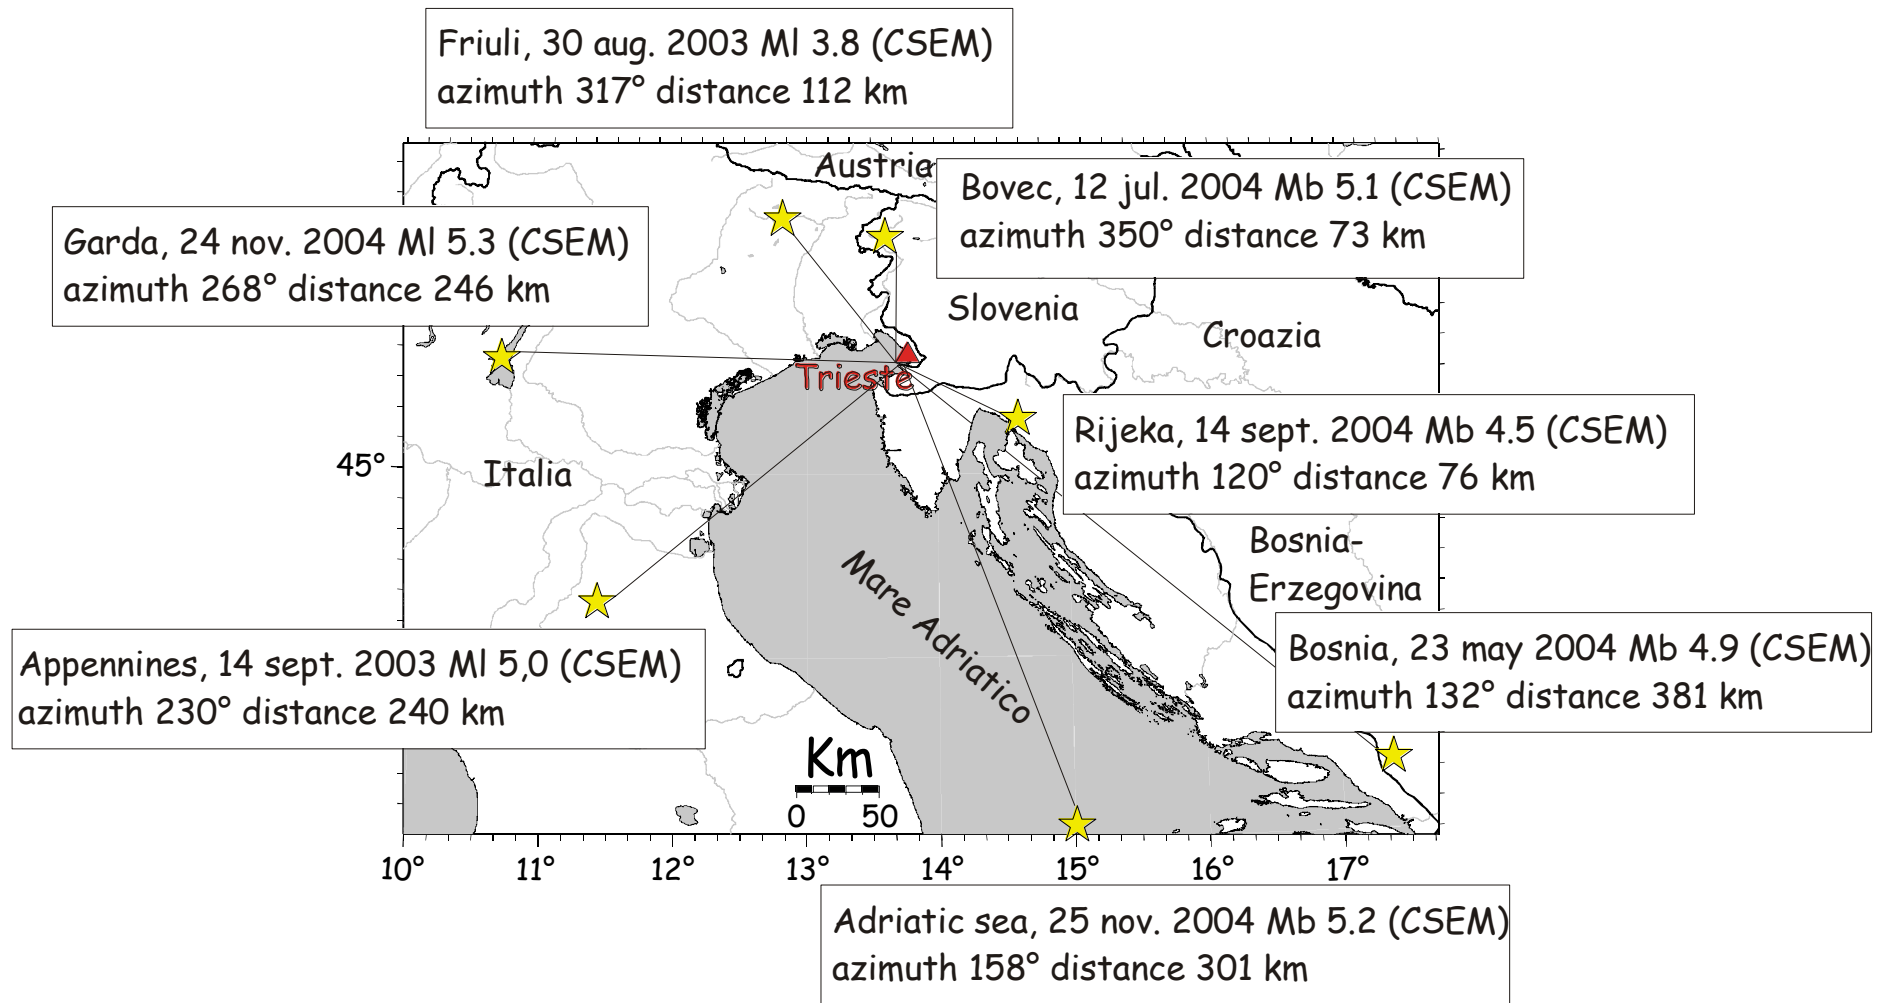 Friuli, 30 aug. 2003 Ml 3.8 (CSEM)
azimuth 317° distance 112 km
Austria
Bovec, 12 jul. 2004 Mb 5.1 (CSEM)
azimuth 350° distance 73 km
Garda, 24 nov. 2004 Ml 5.3 (CSEM)
azimuth 268° distance 246 km
Slovenia
Croazia
Trieste
Rijeka, 14 sept. 2004 Mb 4.5 (CSEM)
azimuth 120° distance 76 km
45°
Italia
Bosnia-
Erzegovina
Mare Adriatico
Bosnia, 23 may 2004 Mb 4.9 (CSEM)
azimuth 132° distance 381 km
Appennines, 14 sept. 2003 Ml 5,0 (CSEM)
azimuth 230° distance 240 km
Km
0 50
10° 11° 12° 13° 14° 15° 16° 17°
Adriatic sea, 25 nov. 2004 Mb 5.2 (CSEM)
azimuth 158° distance 301 km